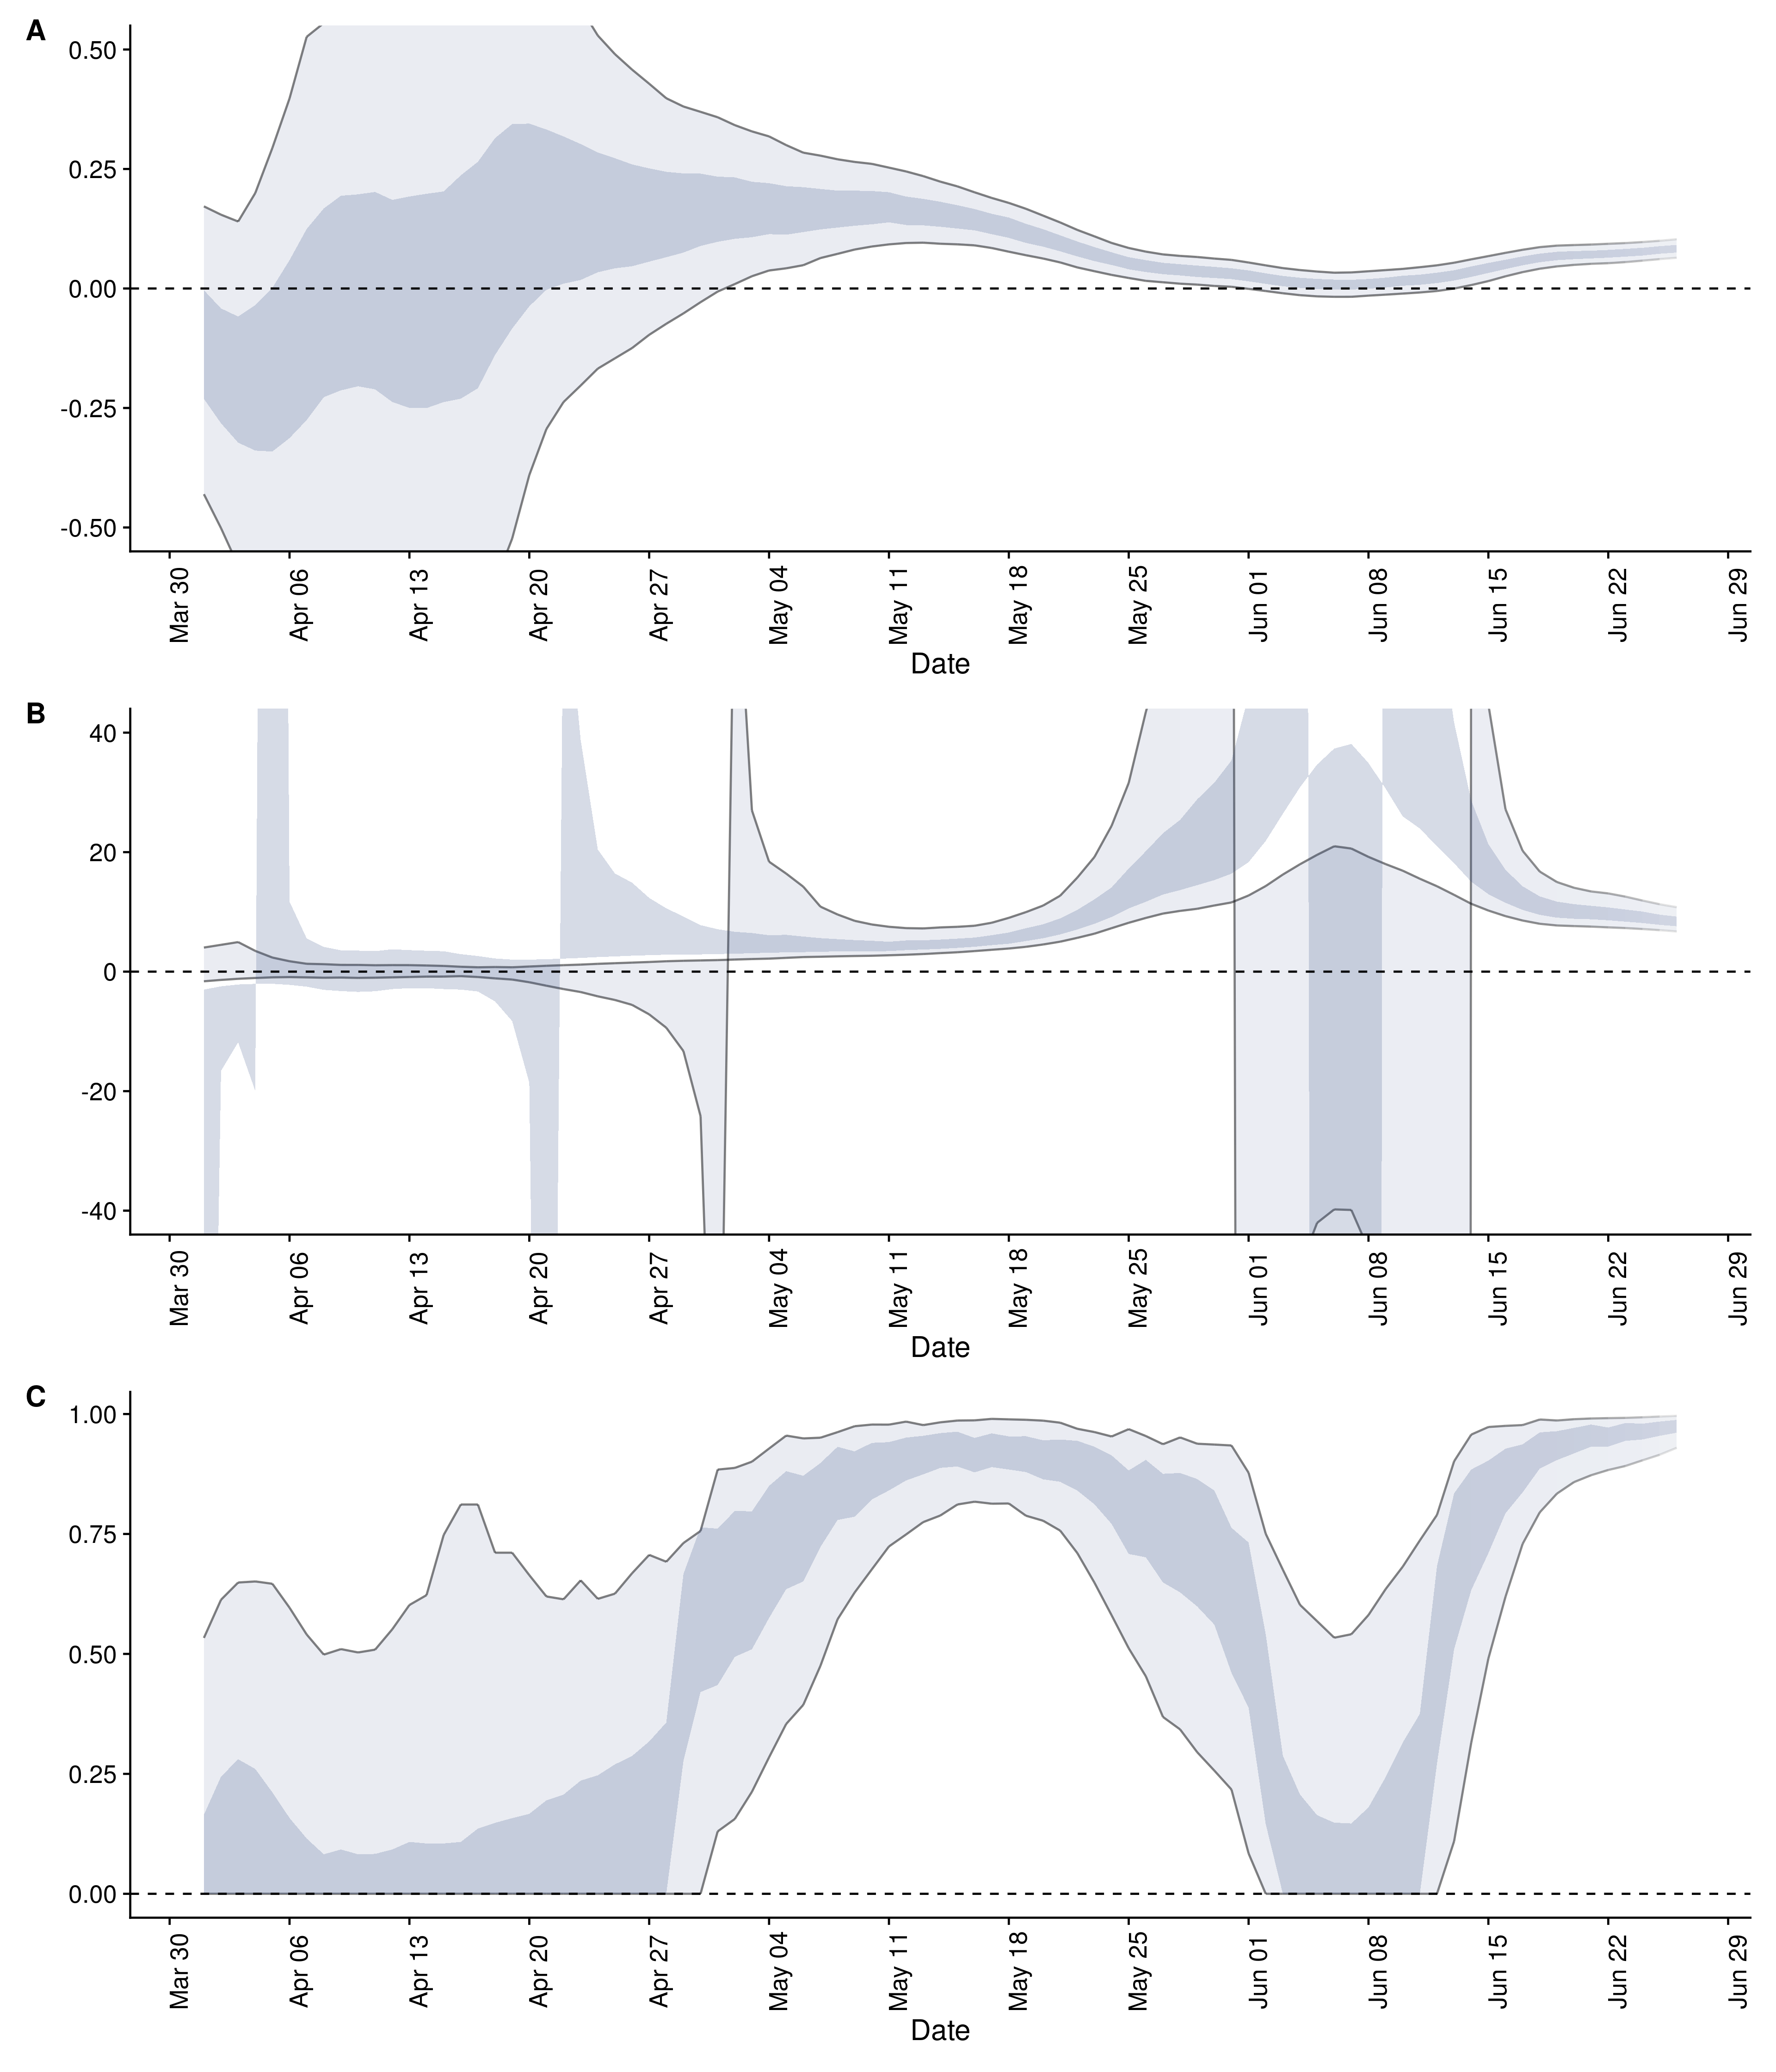 A
0.50
0.25
0.00
-0.25
-0.50
Mar 30
Apr 06
Apr 13
Apr 20
Apr 27
May 04
May 11
May 18
May 25
Jun 01
Jun 08
Jun 15
Jun 22
Jun 29
Date
B
40
20
0
-20
-40
Mar 30
Apr 06
Apr 13
Apr 20
Apr 27
May 04
May 11
May 18
May 25
Jun 01
Jun 08
Jun 15
Jun 22
Jun 29
Date
C
1.00
0.75
0.50
0.25
0.00
Mar 30
Apr 06
Apr 13
Apr 20
Apr 27
May 04
May 11
May 18
May 25
Jun 01
Jun 08
Jun 15
Jun 22
Jun 29
Date